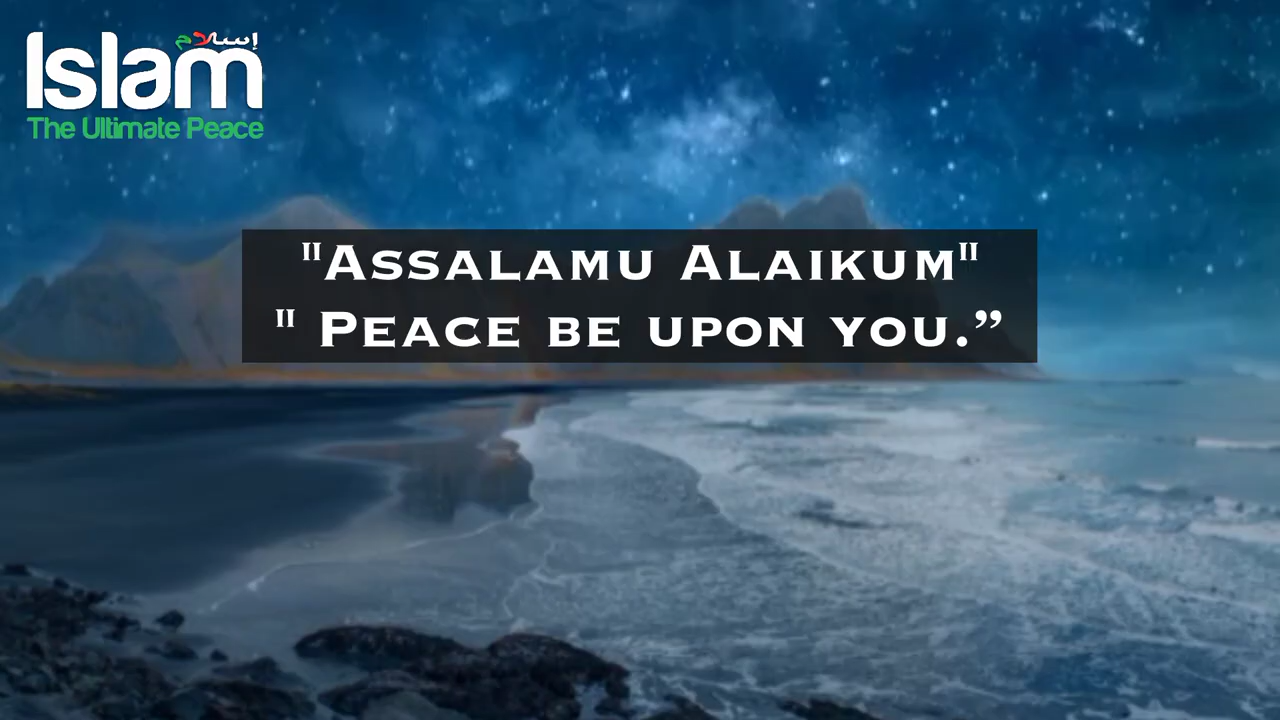 إسلام
Islam
The Ultimate Peace
"Assalamu Alaikum"
" Peace be upon you.”